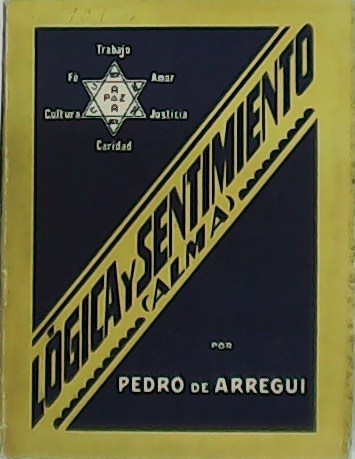 Trabajo
Fé
Amor
A
PAZ
A
Cultura
Justicia
Caridad
LÓGICA Y SENTIMIENTO
(ALMA)
POR
PEDRO DE ARREGUI